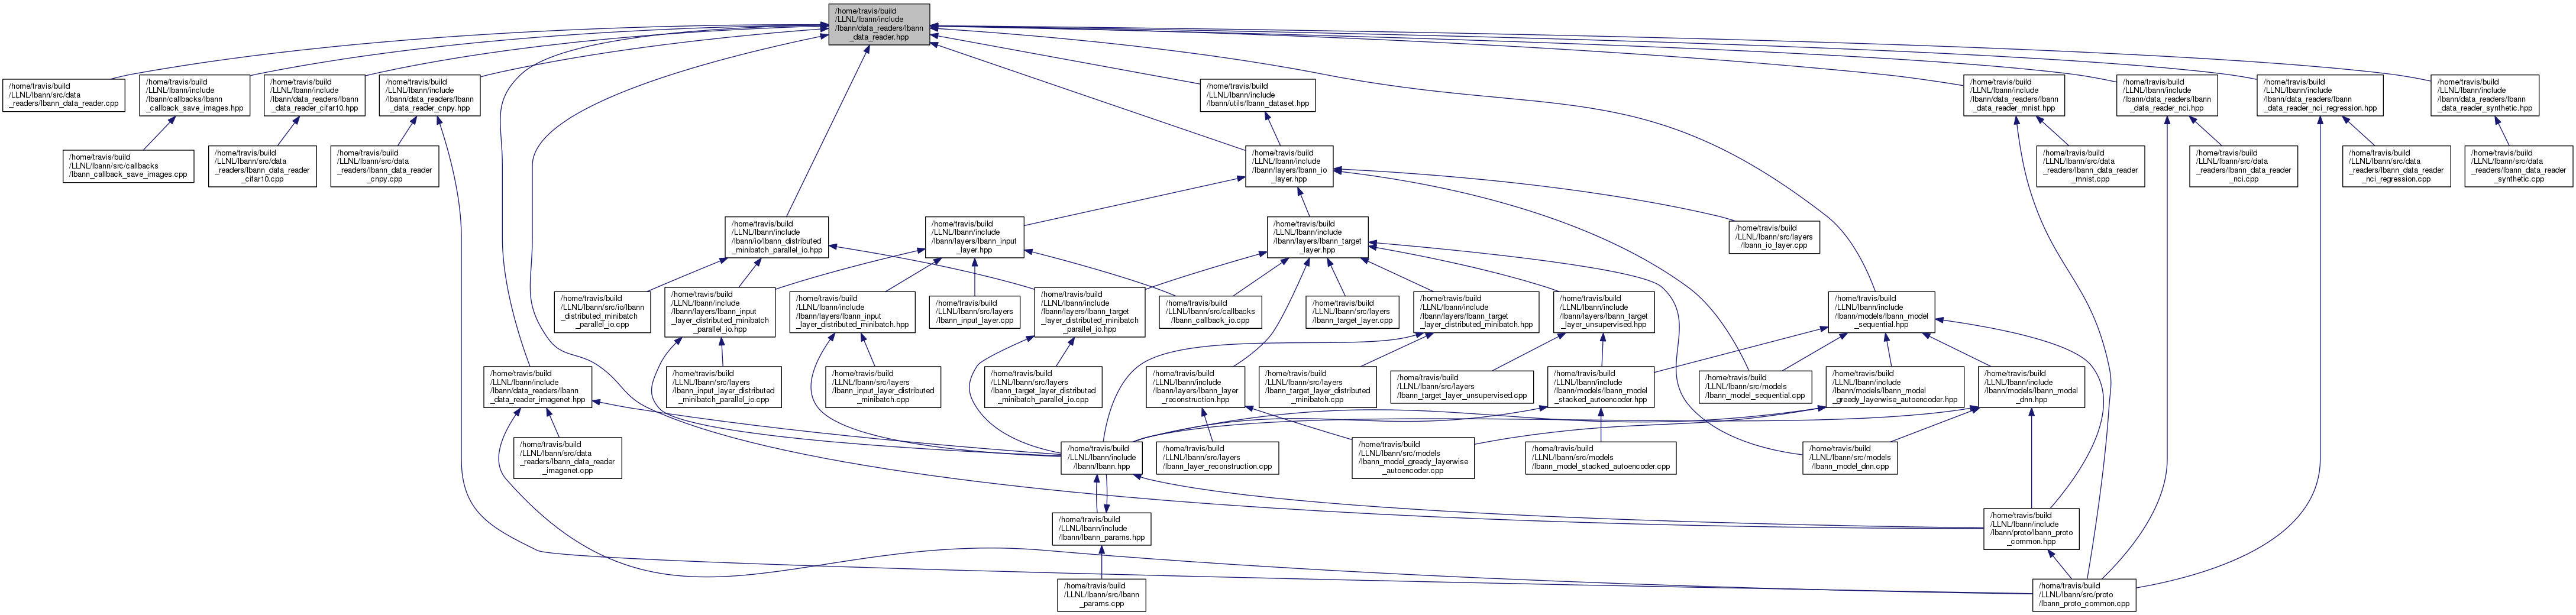 /home/travis/build
/LLNL/lbann/include
/lbann/data_readers/lbann
_data_reader.hpp
/home/travis/build
/LLNL/lbann/src/data
_readers/lbann_data_reader.cpp
/home/travis/build
/LLNL/lbann/include
/lbann/callbacks/lbann
_callback_save_images.hpp
/home/travis/build
/LLNL/lbann/include
/lbann/data_readers/lbann
_data_reader_cifar10.hpp
/home/travis/build
/LLNL/lbann/include
/lbann/data_readers/lbann
_data_reader_cnpy.hpp
/home/travis/build
/LLNL/lbann/include
/lbann/utils/lbann_dataset.hpp
/home/travis/build
/LLNL/lbann/include
/lbann/data_readers/lbann
_data_reader_mnist.hpp
/home/travis/build
/LLNL/lbann/include
/lbann/data_readers/lbann
_data_reader_nci.hpp
/home/travis/build
/LLNL/lbann/include
/lbann/data_readers/lbann
_data_reader_nci_regression.hpp
/home/travis/build
/LLNL/lbann/include
/lbann/data_readers/lbann
_data_reader_synthetic.hpp
/home/travis/build
/LLNL/lbann/src/callbacks
/lbann_callback_save_images.cpp
/home/travis/build
/LLNL/lbann/src/data
_readers/lbann_data_reader
_cifar10.cpp
/home/travis/build
/LLNL/lbann/src/data
_readers/lbann_data_reader
_cnpy.cpp
/home/travis/build
/LLNL/lbann/include
/lbann/layers/lbann_io
_layer.hpp
/home/travis/build
/LLNL/lbann/src/data
_readers/lbann_data_reader
_mnist.cpp
/home/travis/build
/LLNL/lbann/src/data
_readers/lbann_data_reader
_nci.cpp
/home/travis/build
/LLNL/lbann/src/data
_readers/lbann_data_reader
_nci_regression.cpp
/home/travis/build
/LLNL/lbann/src/data
_readers/lbann_data_reader
_synthetic.cpp
/home/travis/build
/LLNL/lbann/include
/lbann/io/lbann_distributed
_minibatch_parallel_io.hpp
/home/travis/build
/LLNL/lbann/include
/lbann/layers/lbann_input
_layer.hpp
/home/travis/build
/LLNL/lbann/include
/lbann/layers/lbann_target
_layer.hpp
/home/travis/build
/LLNL/lbann/src/layers
/lbann_io_layer.cpp
/home/travis/build
/LLNL/lbann/src/io/lbann
_distributed_minibatch
_parallel_io.cpp
/home/travis/build
/LLNL/lbann/include
/lbann/layers/lbann_input
_layer_distributed_minibatch
_parallel_io.hpp
/home/travis/build
/LLNL/lbann/include
/lbann/layers/lbann_input
_layer_distributed_minibatch.hpp
/home/travis/build
/LLNL/lbann/src/layers
/lbann_input_layer.cpp
/home/travis/build
/LLNL/lbann/include
/lbann/layers/lbann_target
_layer_distributed_minibatch
_parallel_io.hpp
/home/travis/build
/LLNL/lbann/src/callbacks
/lbann_callback_io.cpp
/home/travis/build
/LLNL/lbann/src/layers
/lbann_target_layer.cpp
/home/travis/build
/LLNL/lbann/include
/lbann/layers/lbann_target
_layer_distributed_minibatch.hpp
/home/travis/build
/LLNL/lbann/include
/lbann/layers/lbann_target
_layer_unsupervised.hpp
/home/travis/build
/LLNL/lbann/include
/lbann/models/lbann_model
_sequential.hpp
/home/travis/build
/LLNL/lbann/include
/lbann/data_readers/lbann
_data_reader_imagenet.hpp
/home/travis/build
/LLNL/lbann/src/layers
/lbann_input_layer_distributed
_minibatch_parallel_io.cpp
/home/travis/build
/LLNL/lbann/src/layers
/lbann_input_layer_distributed
_minibatch.cpp
/home/travis/build
/LLNL/lbann/src/layers
/lbann_target_layer_distributed
_minibatch_parallel_io.cpp
/home/travis/build
/LLNL/lbann/include
/lbann/layers/lbann_layer
_reconstruction.hpp
/home/travis/build
/LLNL/lbann/src/layers
/lbann_target_layer_distributed
_minibatch.cpp
/home/travis/build
/LLNL/lbann/src/layers
/lbann_target_layer_unsupervised.cpp
/home/travis/build
/LLNL/lbann/include
/lbann/models/lbann_model
_stacked_autoencoder.hpp
/home/travis/build
/LLNL/lbann/src/models
/lbann_model_sequential.cpp
/home/travis/build
/LLNL/lbann/include
/lbann/models/lbann_model
_greedy_layerwise_autoencoder.hpp
/home/travis/build
/LLNL/lbann/include
/lbann/models/lbann_model
_dnn.hpp
/home/travis/build
/LLNL/lbann/src/data
_readers/lbann_data_reader
_imagenet.cpp
/home/travis/build
/LLNL/lbann/include
/lbann/lbann.hpp
/home/travis/build
/LLNL/lbann/src/layers
/lbann_layer_reconstruction.cpp
/home/travis/build
/LLNL/lbann/src/models
/lbann_model_greedy_layerwise
_autoencoder.cpp
/home/travis/build
/LLNL/lbann/src/models
/lbann_model_stacked_autoencoder.cpp
/home/travis/build
/LLNL/lbann/src/models
/lbann_model_dnn.cpp
/home/travis/build
/LLNL/lbann/include
/lbann/lbann_params.hpp
/home/travis/build
/LLNL/lbann/include
/lbann/proto/lbann_proto
_common.hpp
/home/travis/build
/LLNL/lbann/src/lbann
_params.cpp
/home/travis/build
/LLNL/lbann/src/proto
/lbann_proto_common.cpp